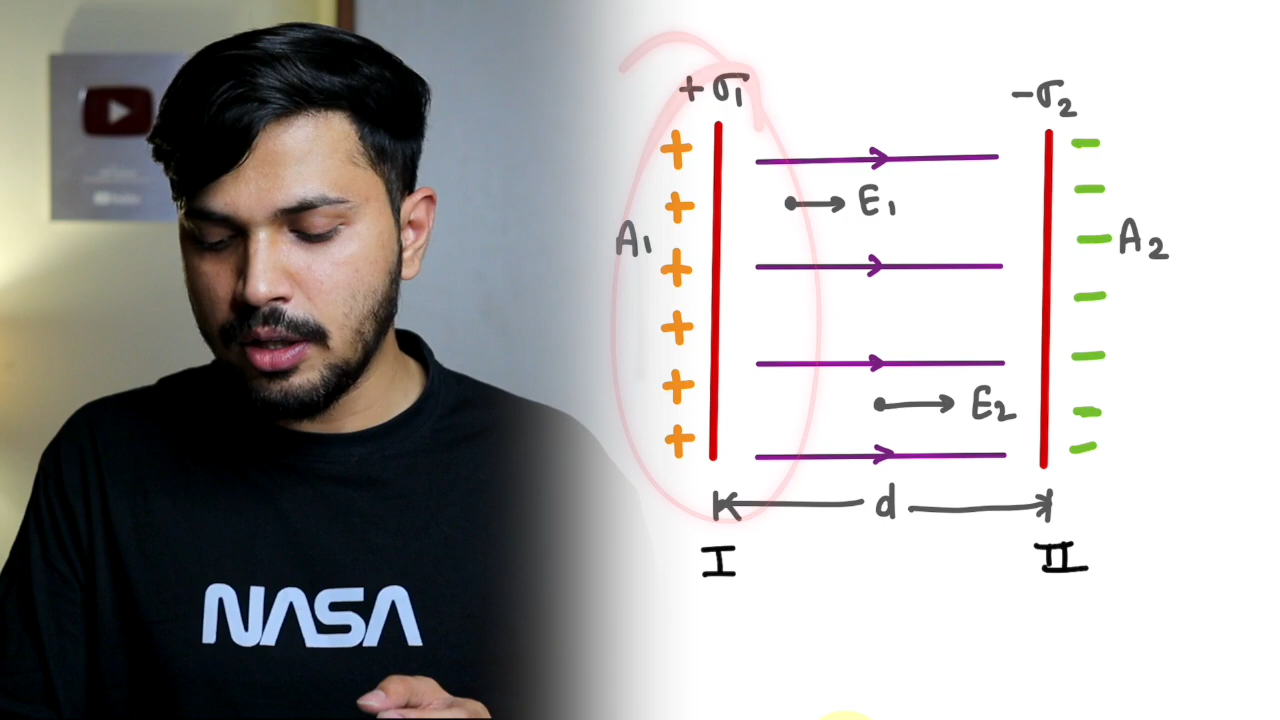 +σ₁
-σ₂
E₁
A₁
A₂
E₂
d
I
II
NASA